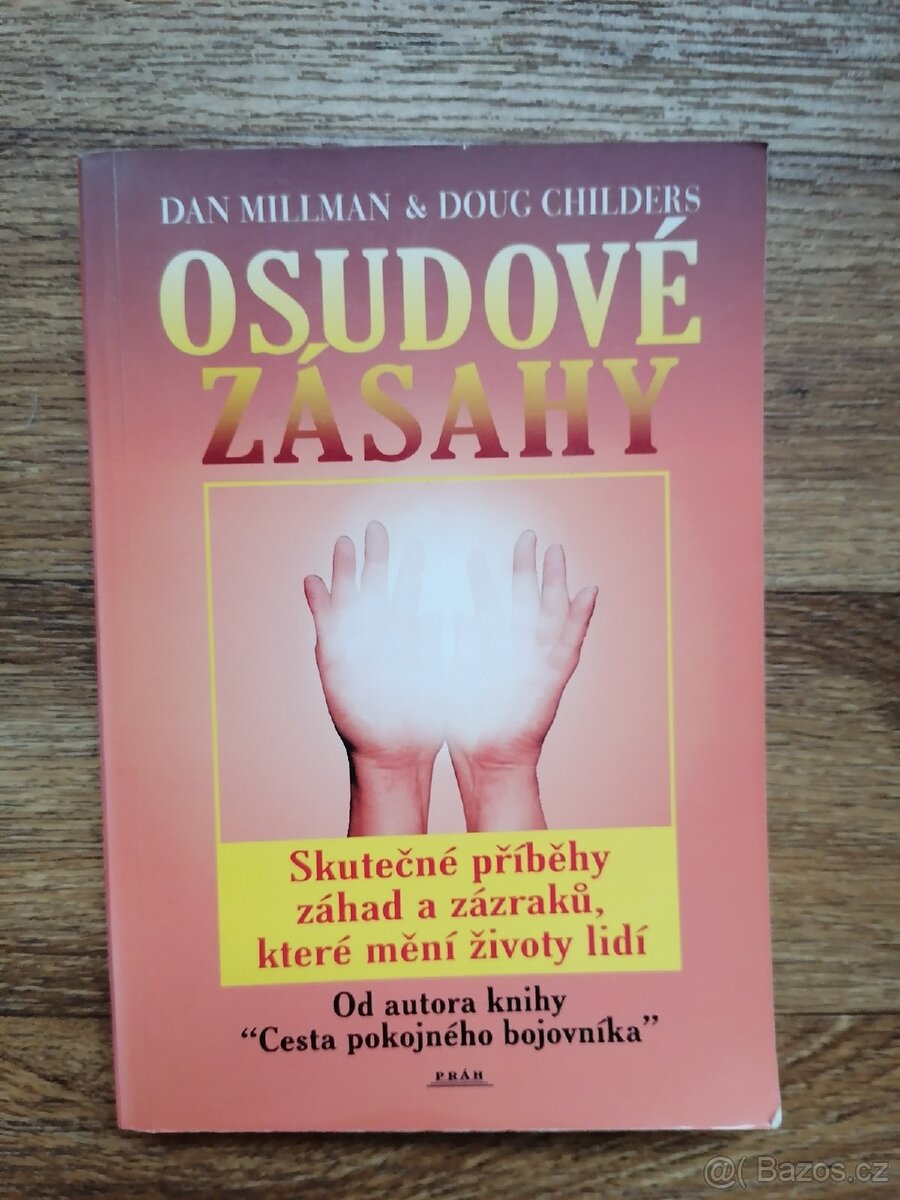 DAN MILLMAN & DOUG CHILDERS
OSUDOVÉ
ZÁSAHY
Skutečné příběhy
záhad a zázraků,
které mění životy lidí
Od autora knihy
“Cesta pokojného bojovníka”
PRÁH
@( Bazos.cz